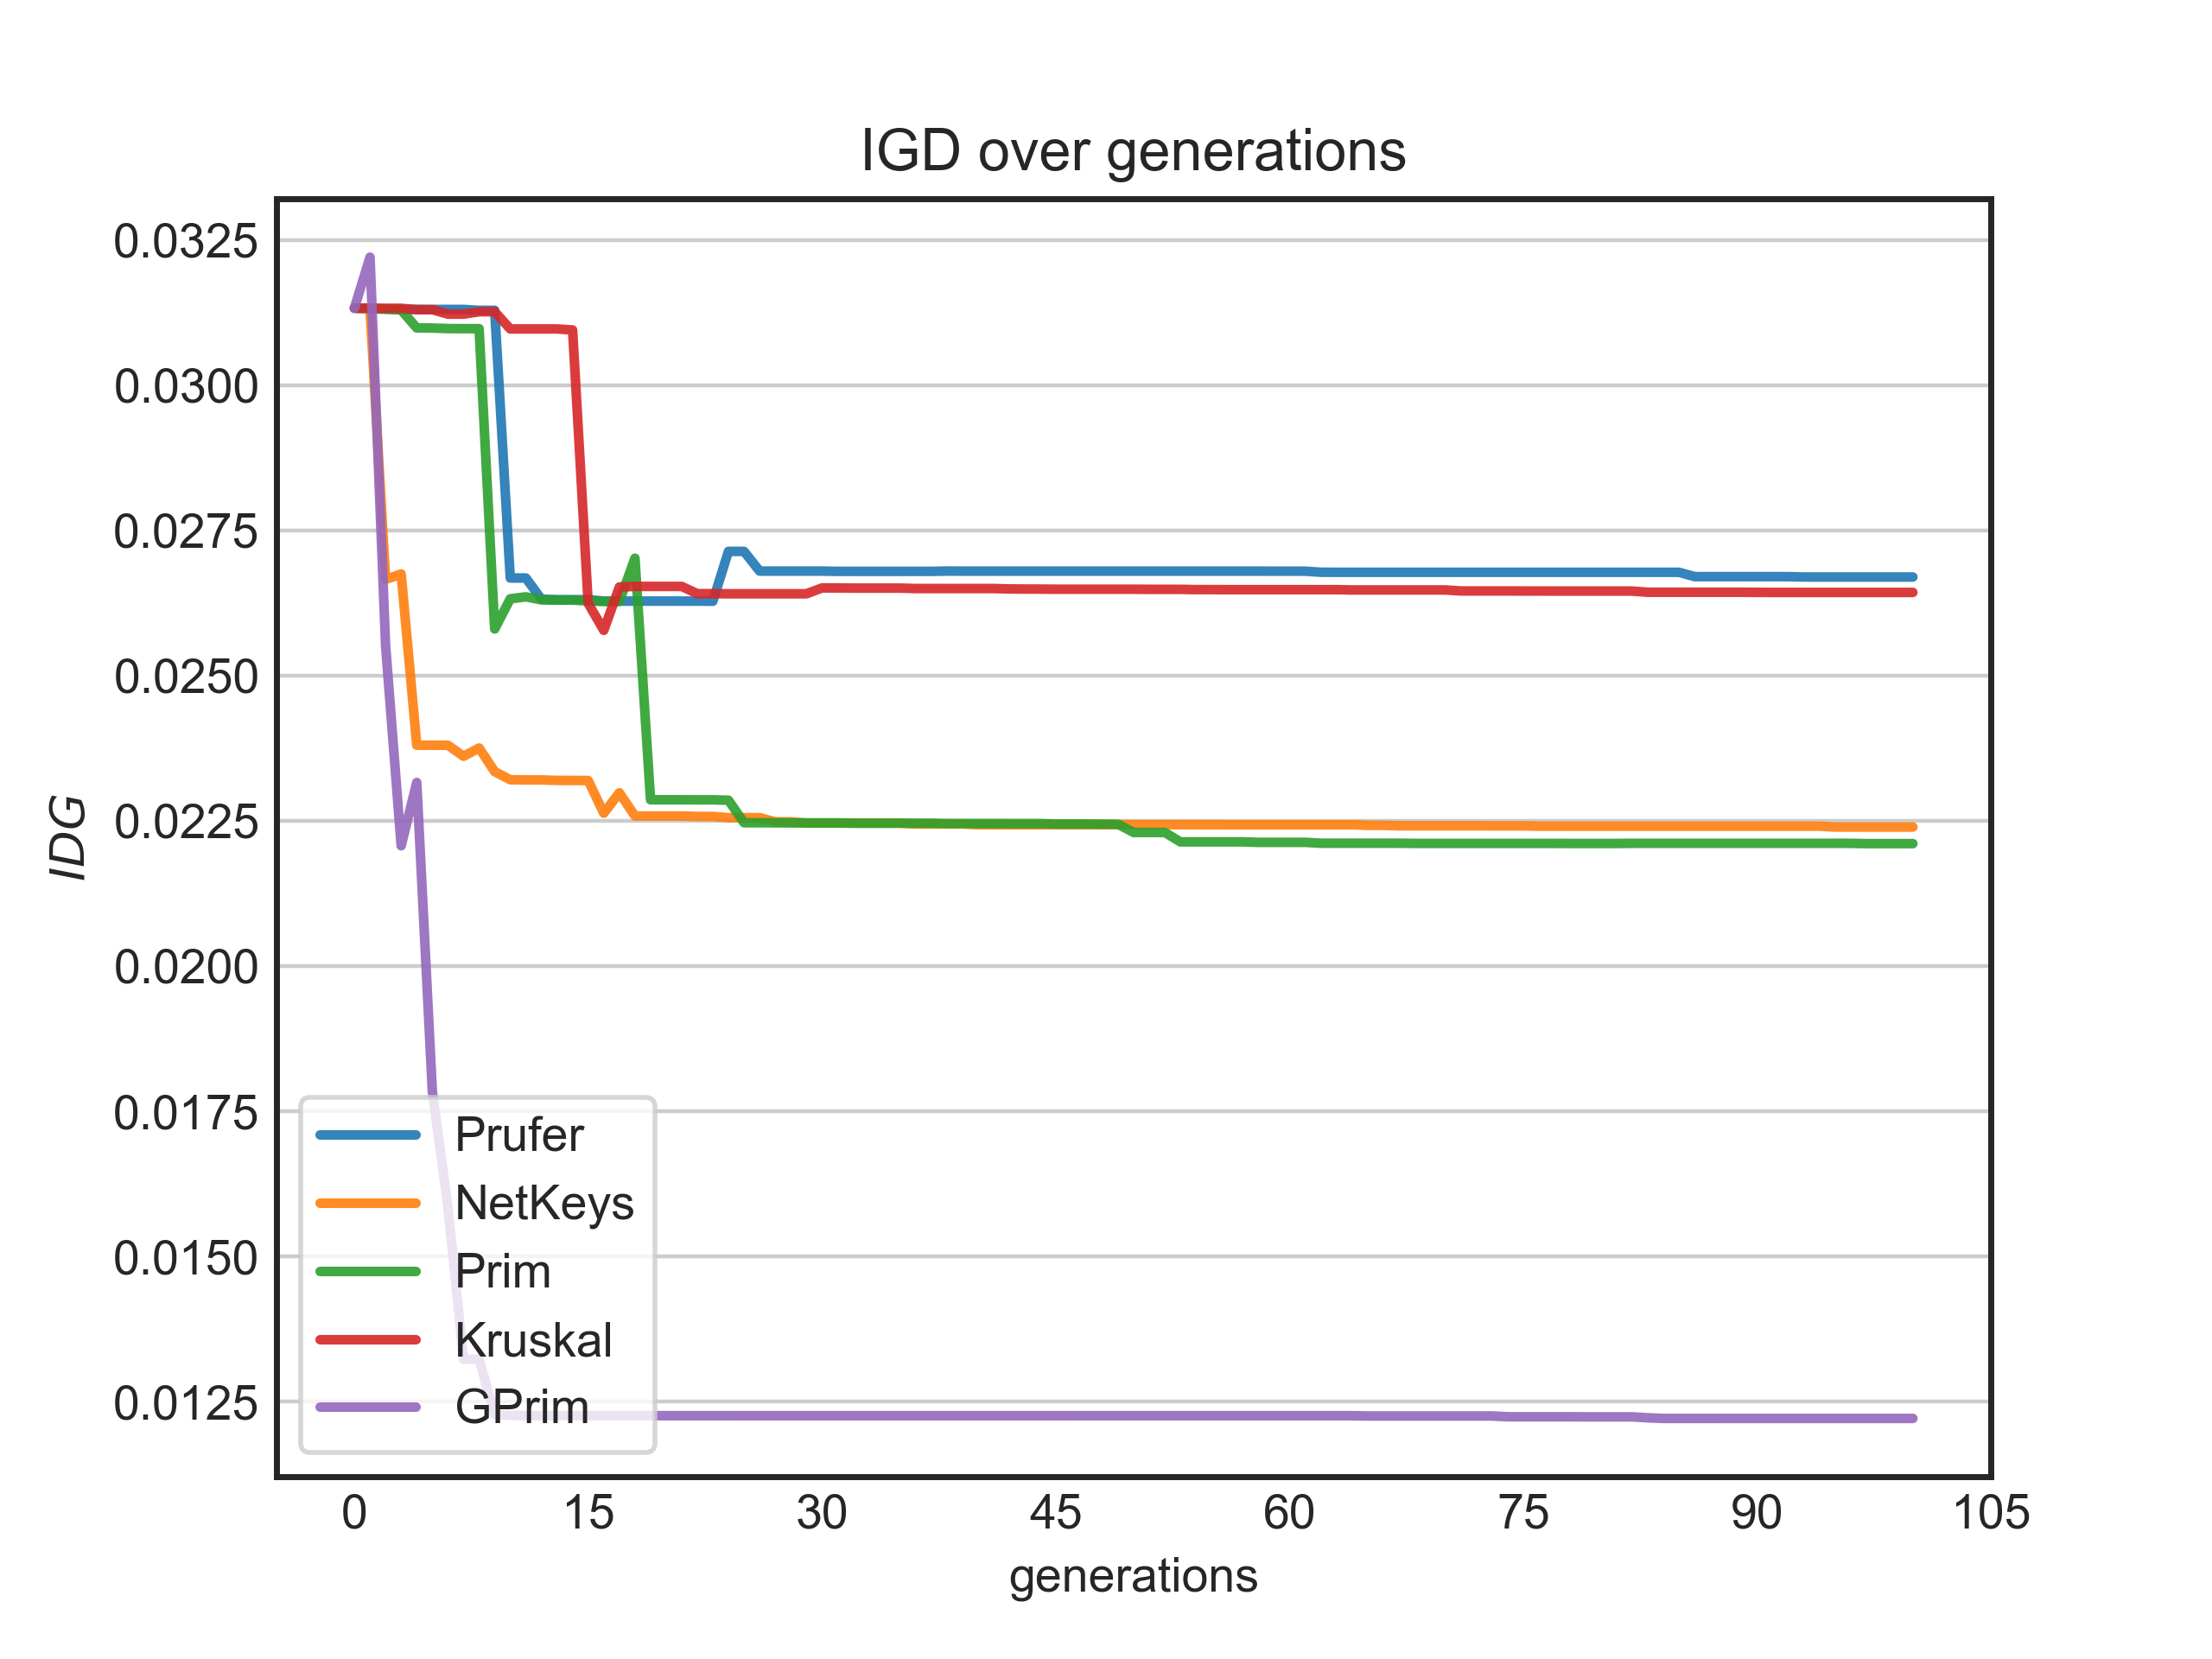 IGD over generations
0.0325
0.0300
0.0275
0.0250
0.0225
0.0200
0.0175
0.0150
0.0125
IDG
Prufer
NetKeys
Prim
Kruskal
GPrim
0 15 30 45 60 75 90 105
generations